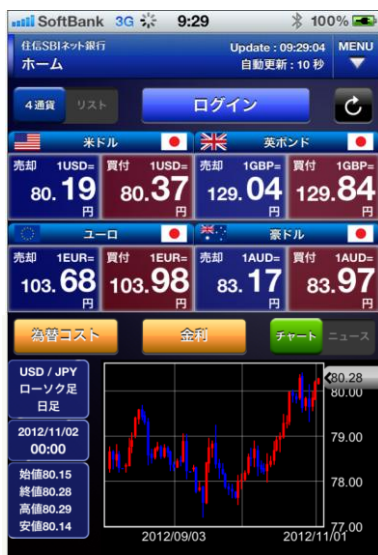 SoftBank 3G 9:29 100%
住信SBIネット銀行
ホーム
Update : 09:29:04
自動更新 : 10 秒
MENU
4通貨 リスト
ログイン
米ドル 英ポンド
売却 1USD= 買付 1USD= 売却 1GBP= 買付 1GBP=
80.19 80.37 129.04 129.84
円 円 円 円
ユーロ 豪ドル
売却 1EUR= 買付 1EUR= 売却 1AUD= 買付 1AUD=
103.68 103.98 83.17 83.97
円 円 円 円
為替コスト 金利 チャート ニュース
USD / JPY
ローソク足
日足
2012/11/02
00:00
始値80.15
終値80.28
高値80.29
安値80.14
80.28
80.00
79.00
78.00
77.00
2012/09/03 2012/11/01